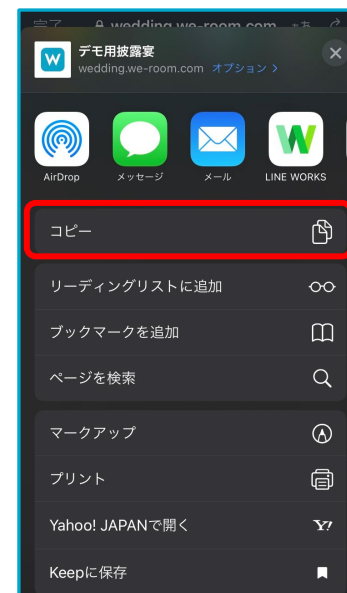 完了 wedding.we-room.com ぁあ
デモ用披露宴
wedding.we-room.com オプション >
AirDrop メッセージ メール LINE WORKS
コピー
リーディングリストに追加
ブックマークを追加
ページを検索
マークアップ
プリント
Yahoo! JAPANで開く
Keepに保存